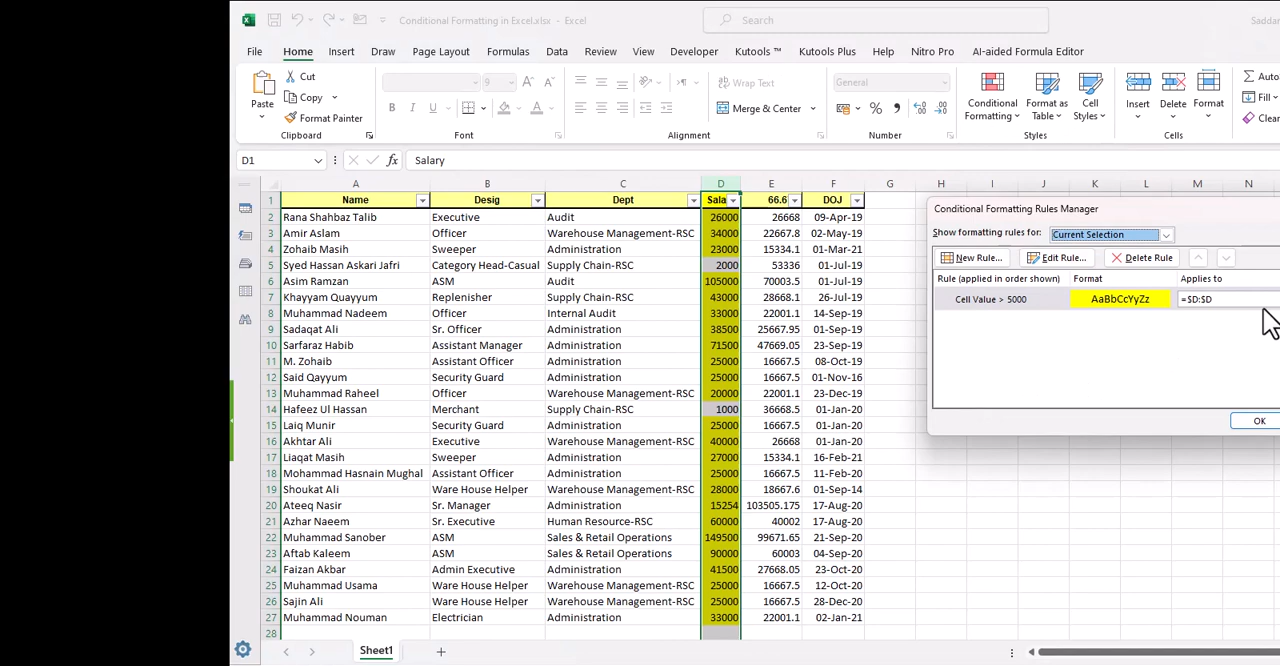 Conditional Formatting in Excel.xlsx - Excel
Search
Saddam
File Home Insert Draw Page Layout Formulas Data Review View Developer Kutools ™ Kutools Plus Help Nitro Pro AI-aided Formula Editor
Paste
Cut
Copy
Format Painter
Clipboard
9
B I U
Font
Wrap Text
Merge & Center
Alignment
General
Number
Conditional Formatting
Format as Table
Cell Styles
Styles
Insert
Delete
Format
Cells
Auto
Fill
Clear
D1
fx
Salary
A B C D E F G H I J K L M N
1 Name Desig Dept Sala 66.6 DOJ
2 Rana Shahbaz Talib Executive Audit 26000 26668 09-Apr-19
3 Amir Aslam Officer Warehouse Management-RSC 34000 22667.8 02-May-19
4 Zohaib Masih Sweeper Administration 23000 15334.1 01-Mar-21
5 Syed Hassan Askari Jafri Category Head-Casual Supply Chain-RSC 2000 53336 01-Jul-19
6 Asim Ramzan ASM Audit 105000 70003.5 01-Jul-19
7 Khayyam Quayyum Replenisher Supply Chain-RSC 43000 28668.1 26-Jul-19
8 Muhammad Nadeem Officer Internal Audit 33000 22001.1 14-Sep-19
9 Sadaqat Ali Sr. Officer Administration 38500 25667.95 01-Sep-19
10 Sarfaraz Habib Assistant Manager Administration 71500 47669.05 23-Sep-19
11 M. Zohaib Assistant Officer Administration 25000 16667.5 08-Oct-19
12 Said Qayyum Security Guard Administration 25000 16667.5 01-Nov-16
13 Muhammad Raheel Officer Warehouse Management-RSC 20000 22001.1 23-Dec-19
14 Hafeez Ul Hassan Merchant Supply Chain-RSC 1000 36668.5 01-Jan-20
15 Laiq Munir Security Guard Administration 25000 16667.5 01-Jan-20
16 Akhtar Ali Executive Warehouse Management-RSC 40000 26668 01-Jan-20
17 Liaqat Masih Sweeper Administration 27000 15334.1 16-Feb-21
18 Mohammad Hasnain Mughal Assistant Officer Administration 25000 16667.5 11-Feb-20
19 Shoukat Ali Ware House Helper Warehouse Management-RSC 28000 18667.6 01-Sep-14
20 Ateeq Nasir Sr. Manager Administration 15254 103505.175 17-Aug-20
21 Azhar Naeem Sr. Executive Human Resource-RSC 60000 40002 17-Aug-20
22 Muhammad Sanober ASM Sales & Retail Operations 149500 99671.65 21-Sep-20
23 Aftab Kaleem ASM Sales & Retail Operations 90000 60003 04-Sep-20
24 Faizan Akbar Admin Executive Administration 41500 27668.05 23-Oct-20
25 Muhammad Usama Ware House Helper Warehouse Management-RSC 25000 16667.5 12-Oct-20
26 Sajin Ali Ware House Helper Warehouse Management-RSC 25000 16667.5 28-Dec-20
27 Muhammad Nouman Electrician Administration 33000 22001.1 02-Jan-21
28
Conditional Formatting Rules Manager
Show formatting rules for: Current Selection
New Rule... Edit Rule... Delete Rule
Rule (applied in order shown) Format Applies to
Cell Value > 5000 AaBbCcYyZz =$D:$D
OK
Sheet1